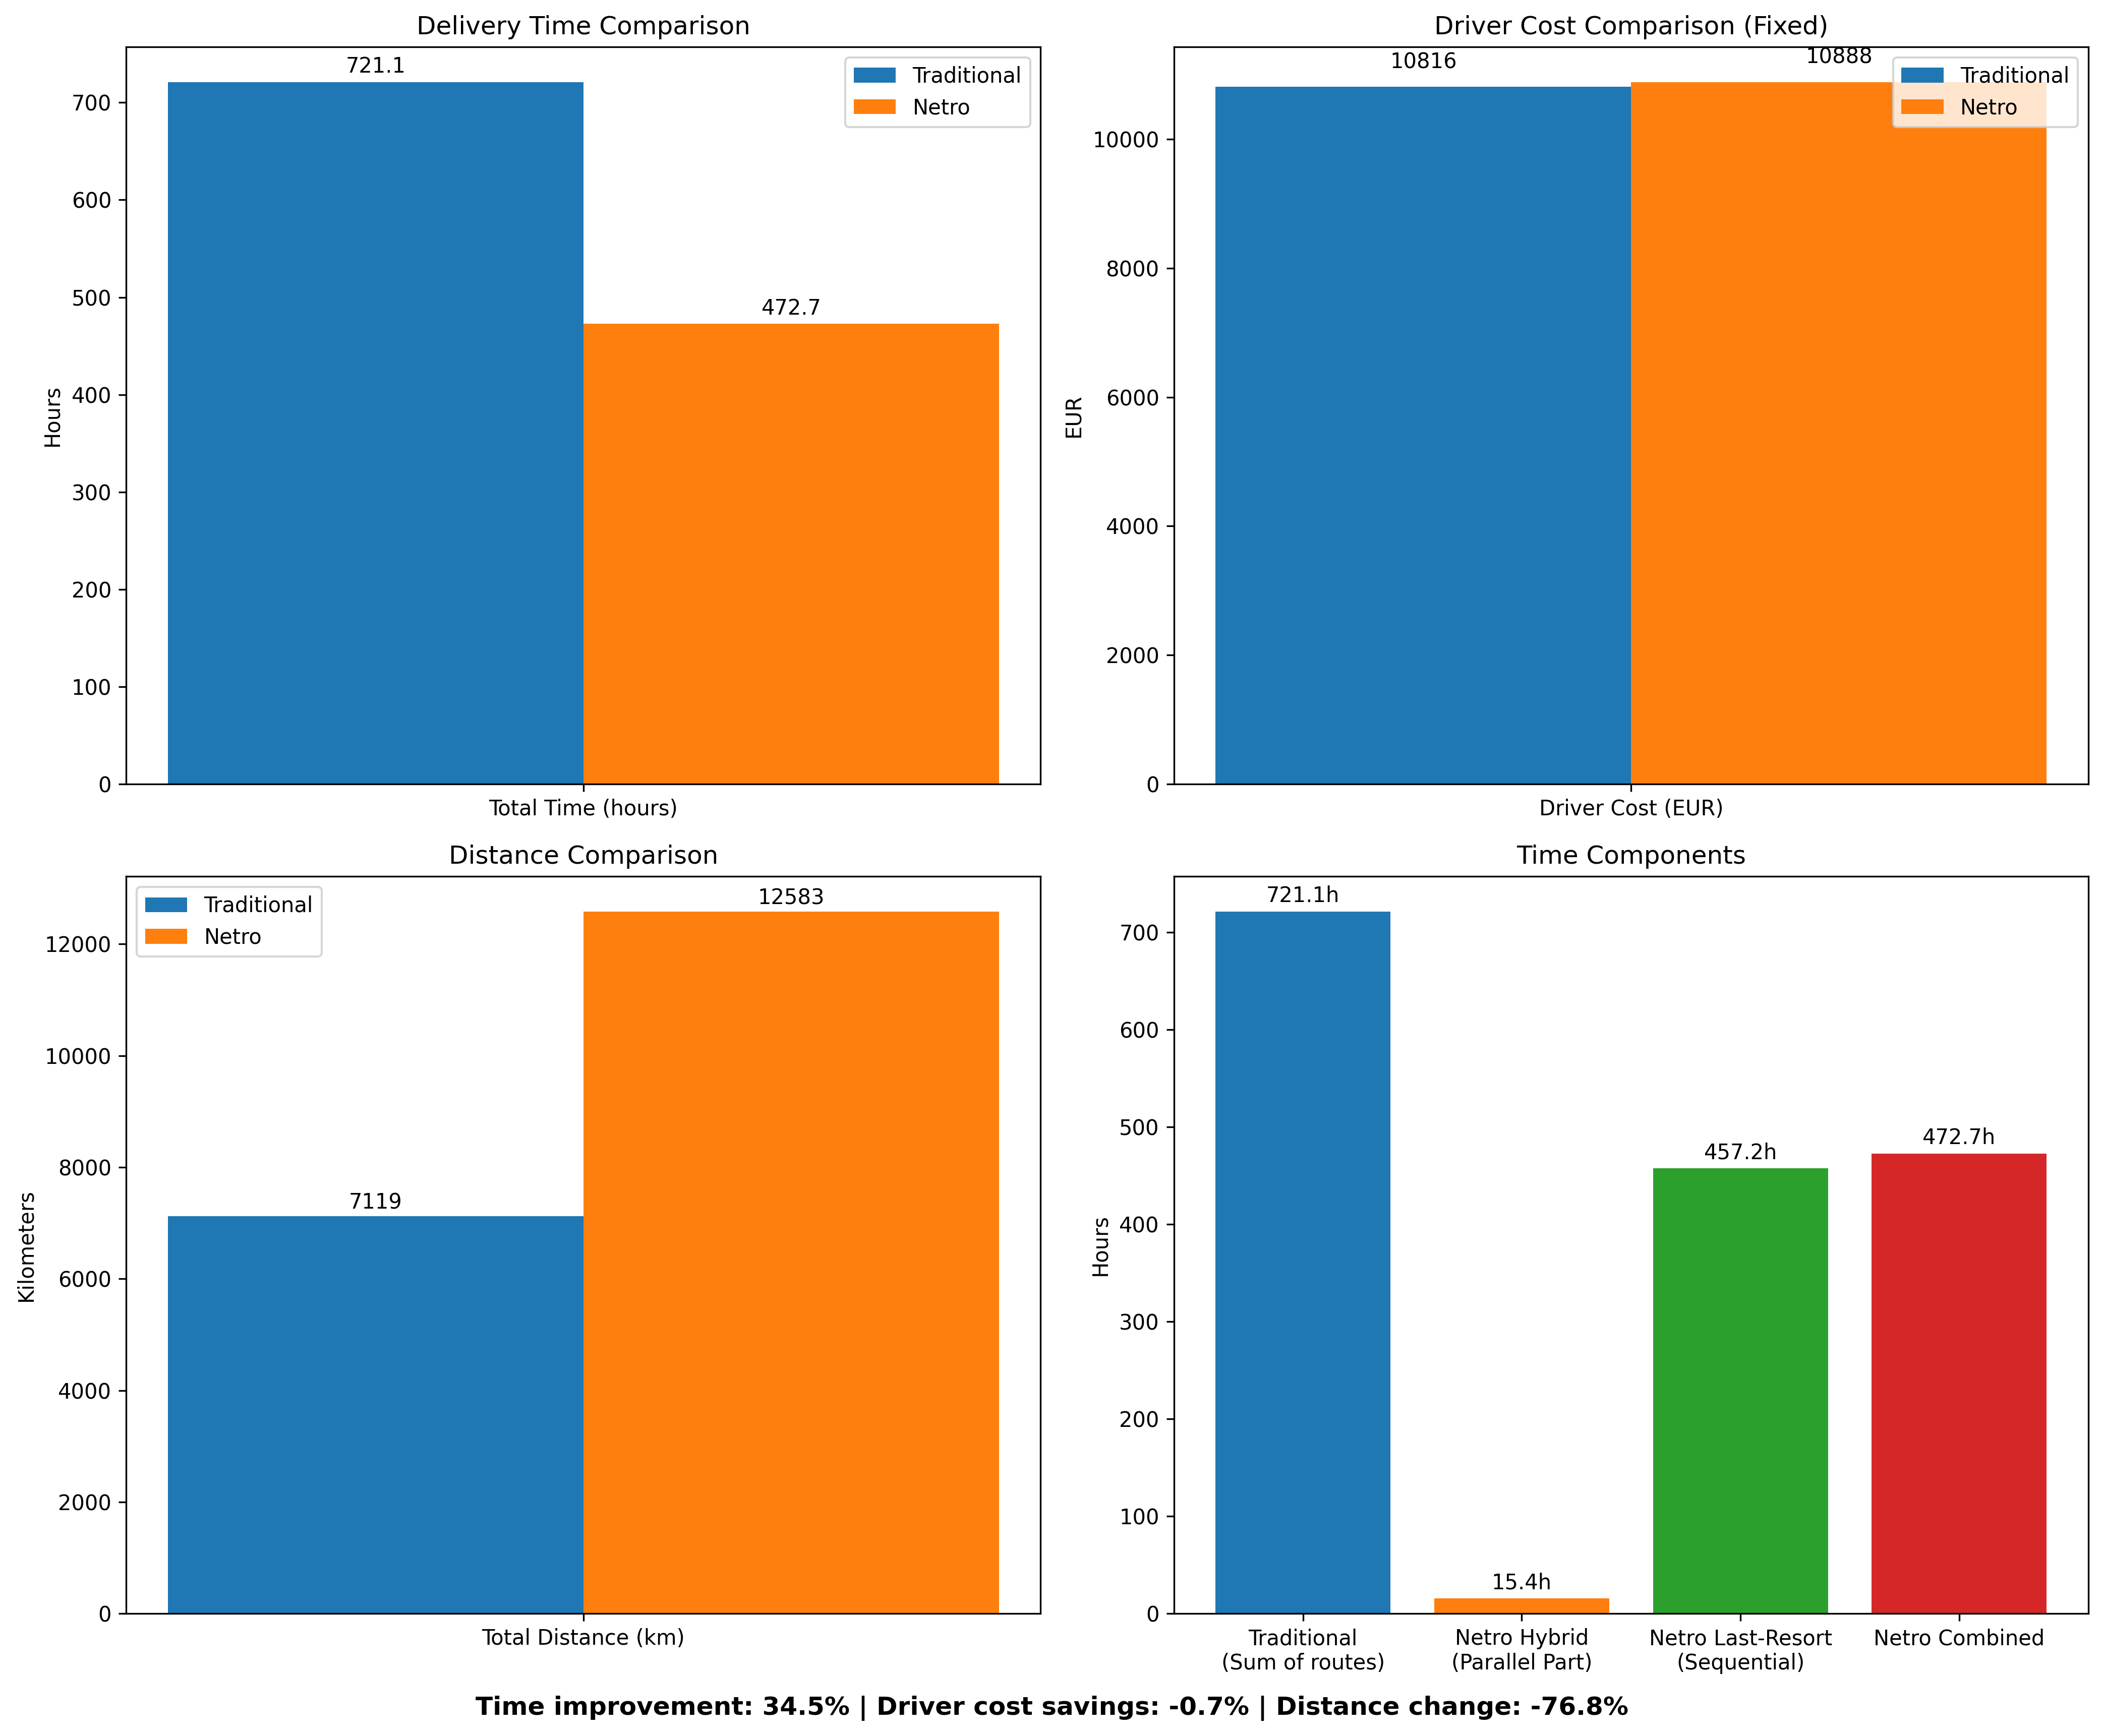 Delivery Time Comparison
721.1
472.7
Traditional
Netro
700
600
500
400
300
200
100
0
Hours
Total Time (hours)
Driver Cost Comparison (Fixed)
10816
10888
Traditional
Netro
10000
8000
6000
4000
2000
0
EUR
Driver Cost (EUR)
Distance Comparison
Traditional
Netro
7119
12583
12000
10000
8000
6000
4000
2000
0
Kilometers
Total Distance (km)
Time Components
721.1h
15.4h
457.2h
472.7h
700
600
500
400
300
200
100
0
Hours
Traditional
(Sum of routes)
Netro Hybrid
(Parallel Part)
Netro Last-Resort
(Sequential)
Netro Combined
Time improvement: 34.5% | Driver cost savings: -0.7% | Distance change: -76.8%